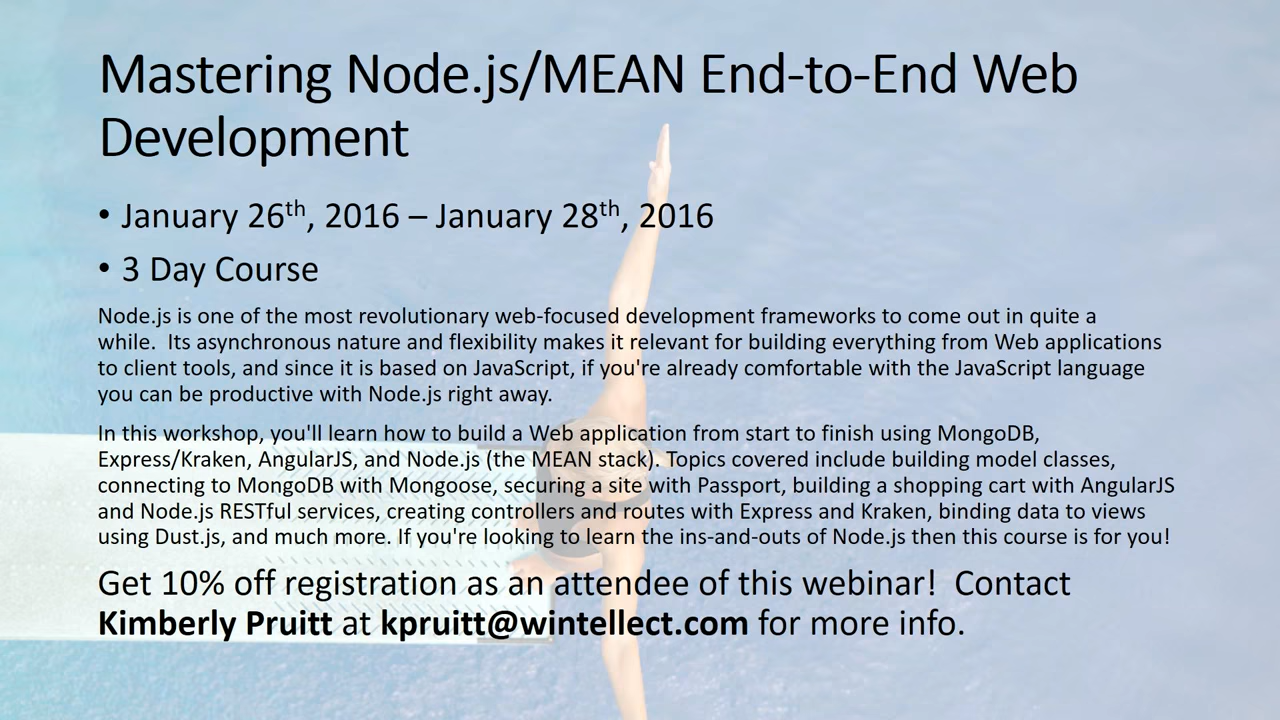 Mastering Node.js/MEAN End-to-End Web
Development
• January 26th, 2016 – January 28th, 2016
• 3 Day Course
Node.js is one of the most revolutionary web-focused development frameworks to come out in quite a
while.  Its asynchronous nature and flexibility makes it relevant for building everything from Web applications
to client tools, and since it is based on JavaScript, if you're already comfortable with the JavaScript language
you can be productive with Node.js right away.
In this workshop, you'll learn how to build a Web application from start to finish using MongoDB,
Express/Kraken, AngularJS, and Node.js (the MEAN stack). Topics covered include building model classes,
connecting to MongoDB with Mongoose, securing a site with Passport, building a shopping cart with AngularJS
and Node.js RESTful services, creating controllers and routes with Express and Kraken, binding data to views
using Dust.js, and much more. If you're looking to learn the ins-and-outs of Node.js then this course is for you!
Get 10% off registration as an attendee of this webinar!  Contact
Kimberly Pruitt at kpruitt@wintellect.com for more info.